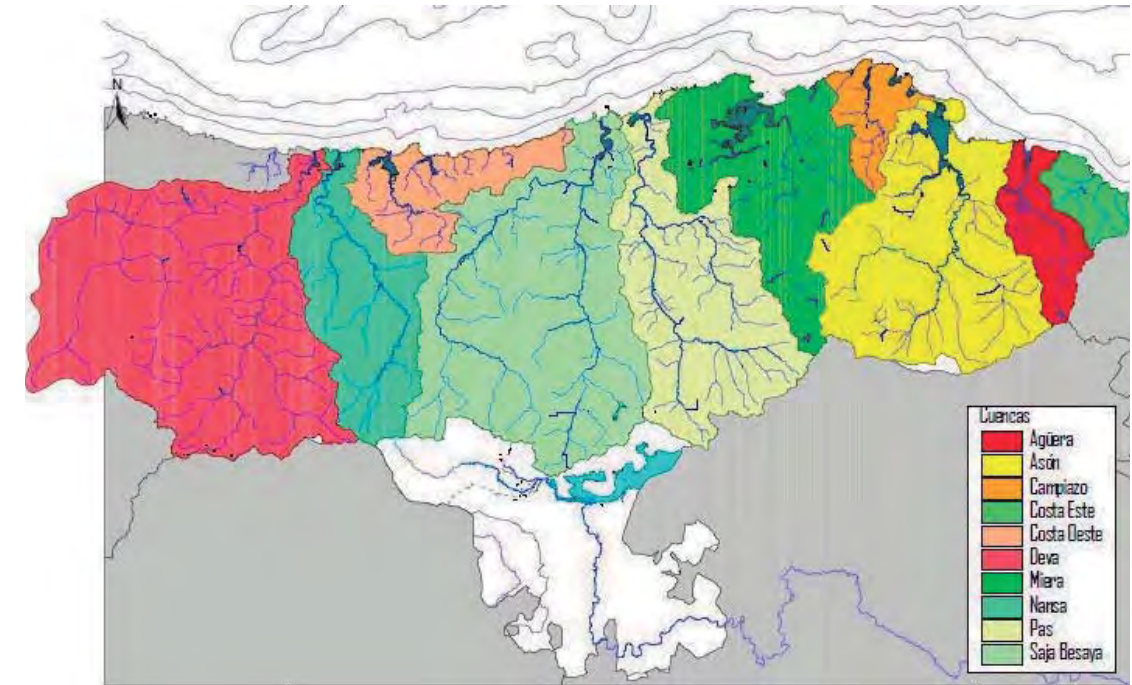 N
Cuencas
Agüera
Asón
Campiazo
Costa Este
Costa Oeste
Deva
Miera
Nansa
Pas
Saja Besaya